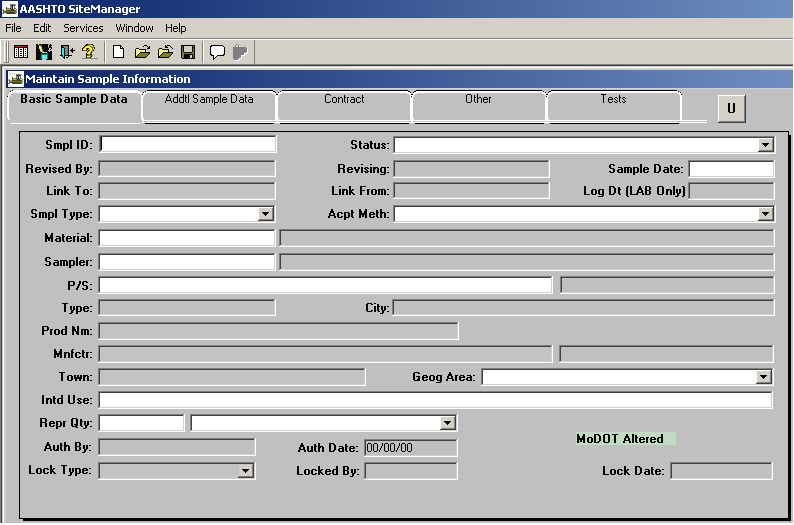 AASHTO SiteManager
File Edit Services Window Help
Maintain Sample Information
Basic Sample Data Addtl Sample Data Contract Other Tests U
Smpl ID: Status:
Revised By: Revising: Sample Date:
Link To: Link From: Log Dt (LAB Only)
Smpl Type: Acpt Meth:
Material:
Sampler:
P/S:
Type: City:
Prod Nm:
Mnfctr:
Town: Geog Area:
Intd Use:
Repr Qty:
MoDOT Altered
Auth By: Auth Date: 00/00/00
Lock Type: Locked By: Lock Date: